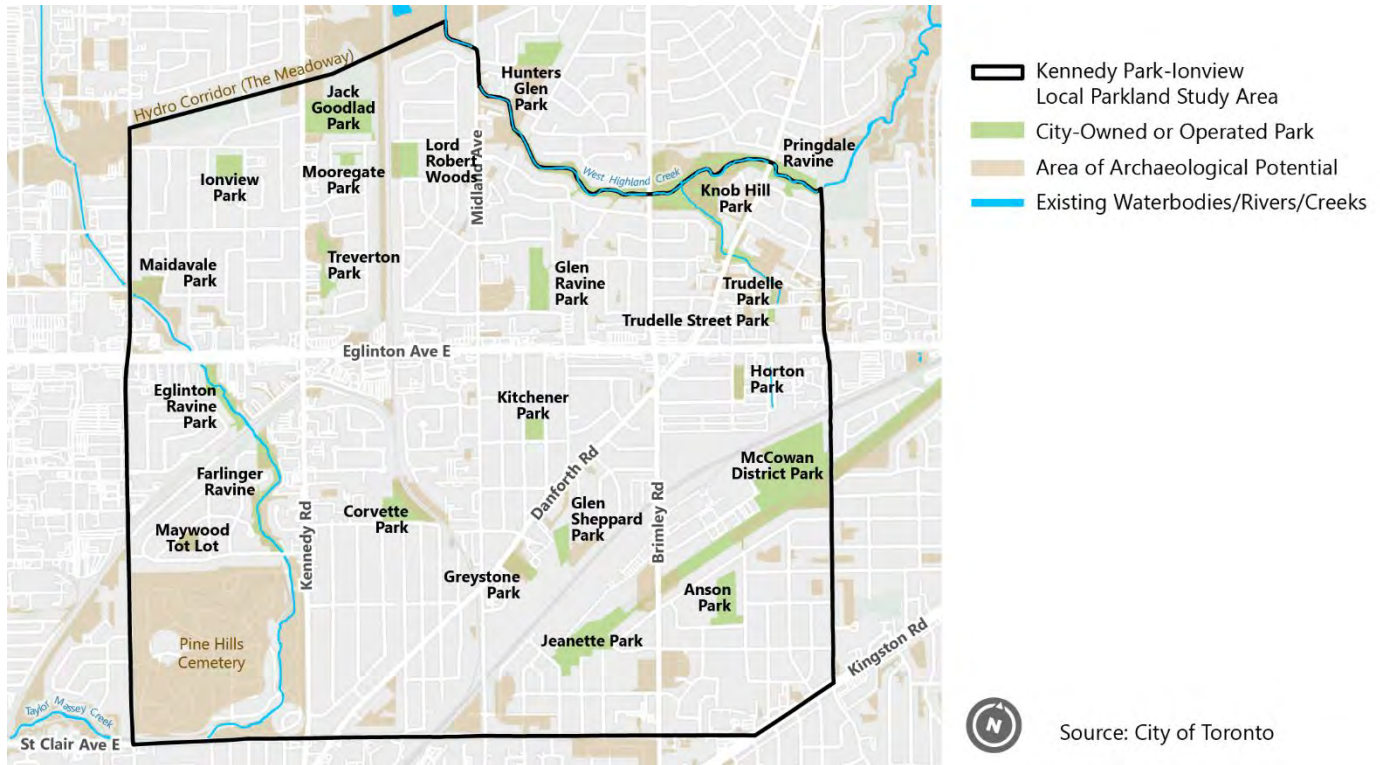 Hydro Corridor (The Meadoway)
Jack
Goodlad
Park
Hunters
Glen
Park
Midland Ave
Lord
Robert
Woods
Mooregate
Park
Ionview
Park
West Highland Creek
Pringdale
Ravine
Knob Hill
Park
Maidavale
Park
Treverton
Park
Glen
Ravine
Park
Trudelle
Park
Trudelle Street Park
Eglinton Ave E
Eglinton
Ravine
Park
Kitchener
Park
Horton
Park
McCowan
District Park
Farlinger
Ravine
Maywood
Tot Lot
Kennedy Rd
Corvette
Park
Danforth Rd
Glen
Sheppard
Park
Brimley Rd
Greystone
Park
Anson
Park
Jeanette Park
Kingston Rd
Pine Hills
Cemetery
Taylor Massey Creek
St Clair Ave E
Kennedy Park-Ionview
Local Parkland Study Area
City-Owned or Operated Park
Area of Archaeological Potential
Existing Waterbodies/Rivers/Creeks
N
Source: City of Toronto